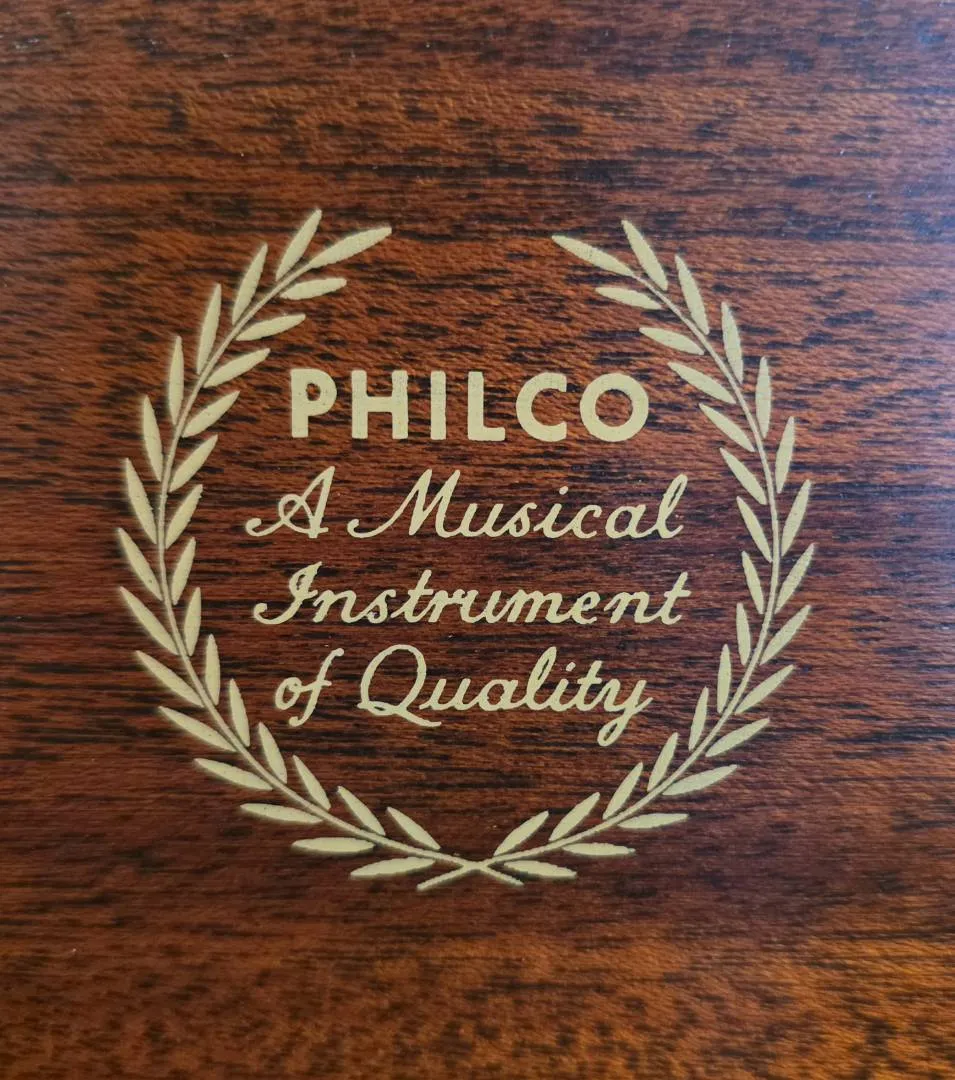 PHILCO
A Musical
Instrument
of Quality